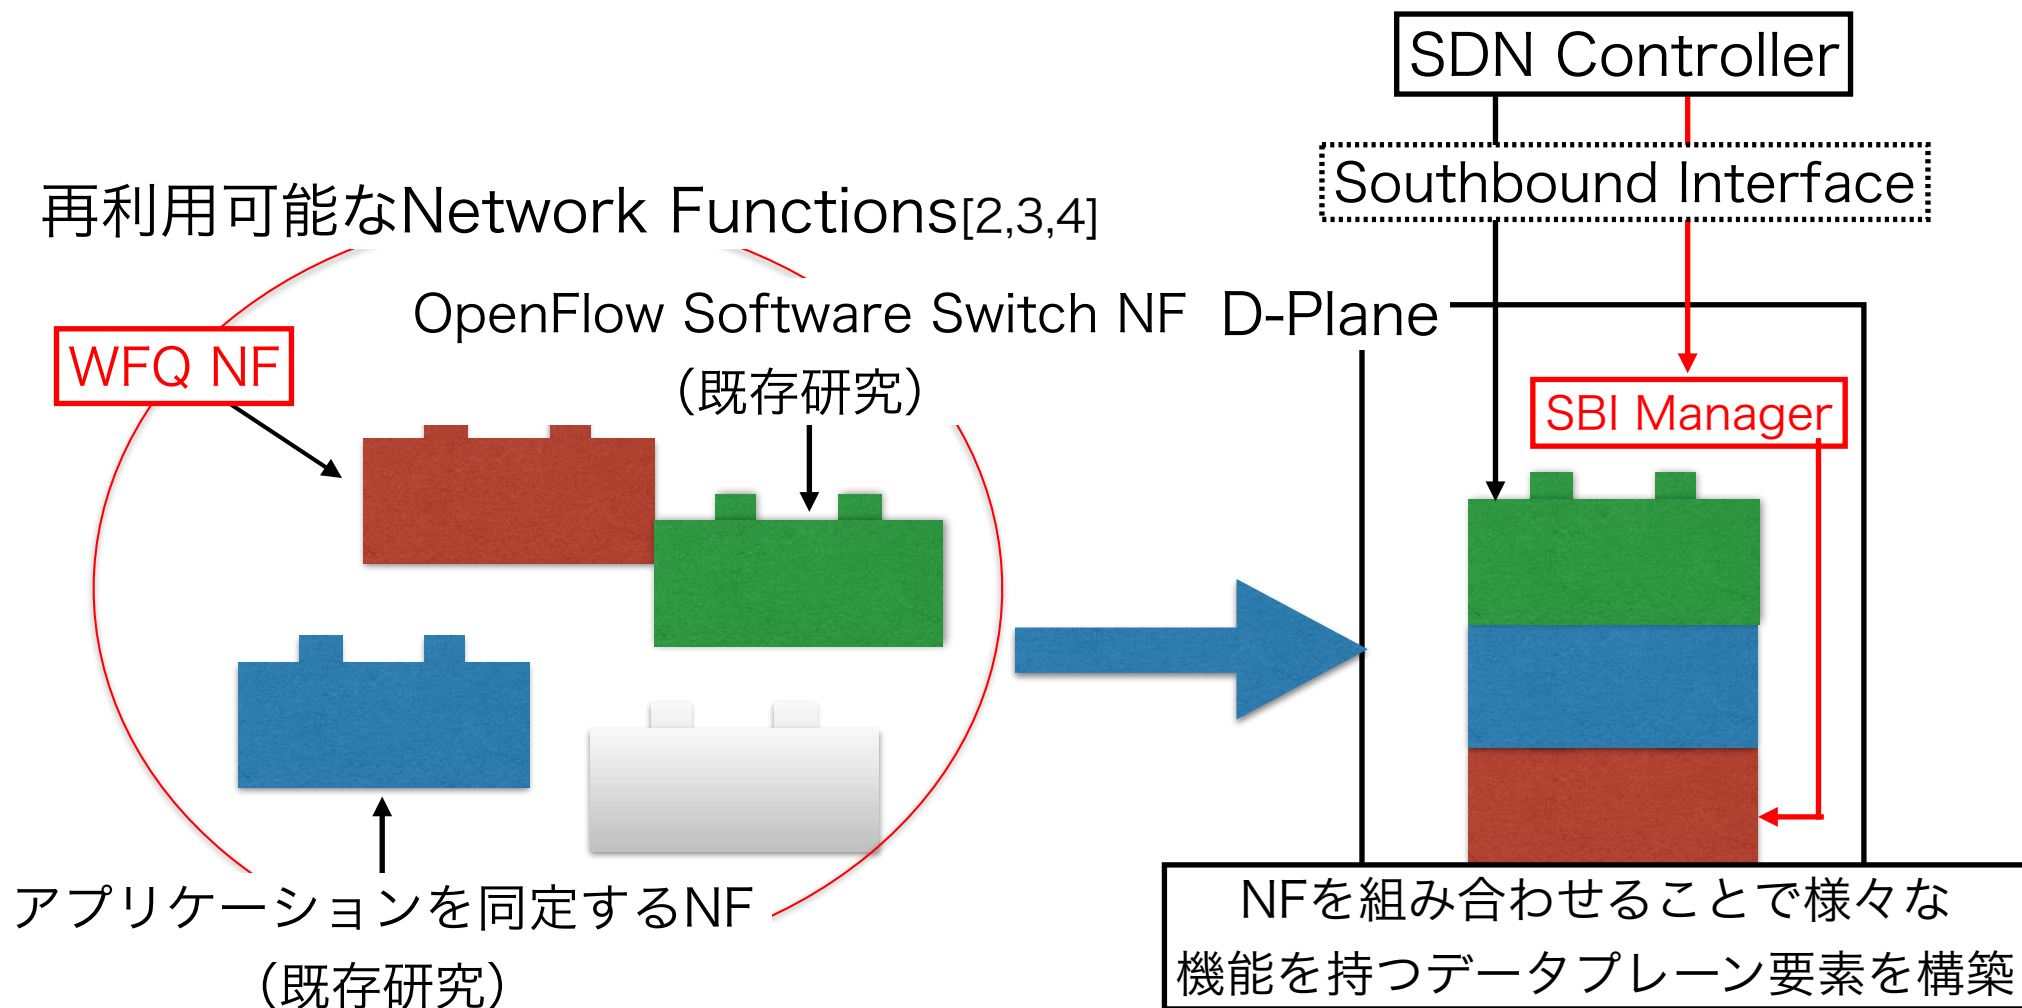 SDN Controller
Southbound Interface
再利用可能なNetwork Functions[2,3,4]
OpenFlow Software Switch NF
（既存研究）
D-Plane
WFQ NF
SBI Manager
アプリケーションを同定するNF
（既存研究）
NFを組み合わせることで様々な
機能を持つデータプレーン要素を構築